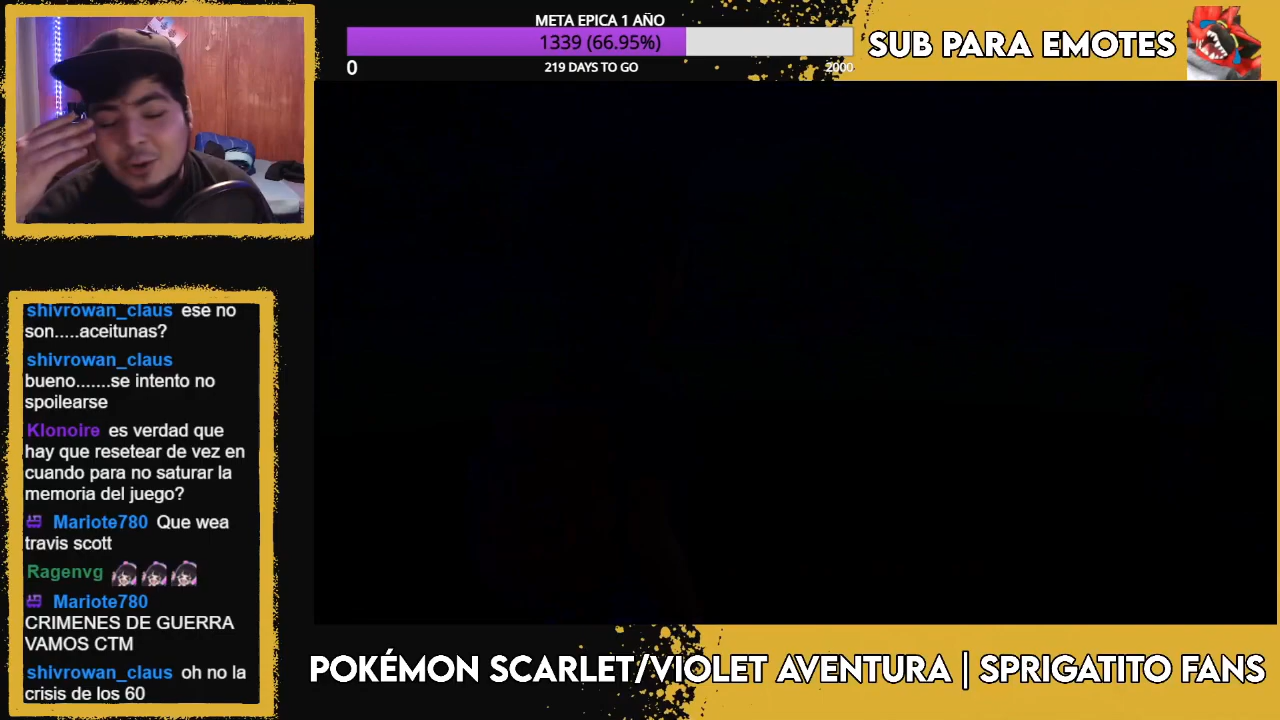 META EPICA 1 AÑO
1339 (66.95%)
0
219 DAYS TO GO
2000
SUB PARA EMOTES
shivrowan_claus ese no
son.....aceitunas?
shivrowan_claus
bueno.......se intento no
spoilearse
Klonoire es verdad que
hay que resetear de vez en
cuando para no saturar la
memoria del juego?
Mariote780 Que wea
travis scott
Ragenvg
Mariote780
CRIMENES DE GUERRA
VAMOS CTM
shivrowan_claus oh no la
crisis de los 60
POKÉMON SCARLET/VIOLET AVENTURA | SPRIGATITO FANS